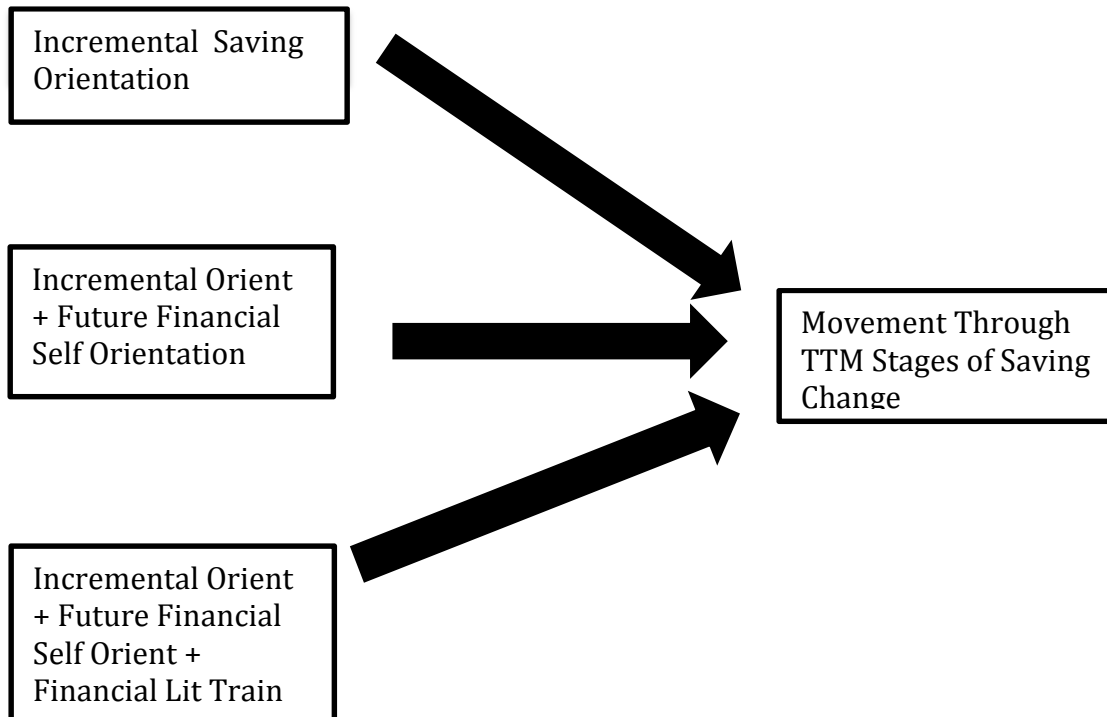 Incremental  Saving
Orientation
Incremental Orient
+ Future Financial
Self Orientation
Movement Through
TTM Stages of Saving
Change
Incremental Orient
+ Future Financial
Self Orient +
Financial Lit Train